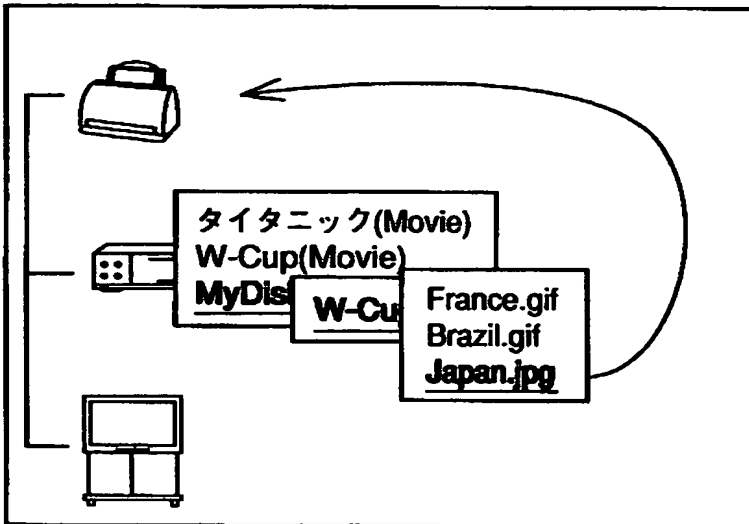 タイタニック(Movie)
W-Cup(Movie)
France.gif
Brazil.gif
Japan.jpg